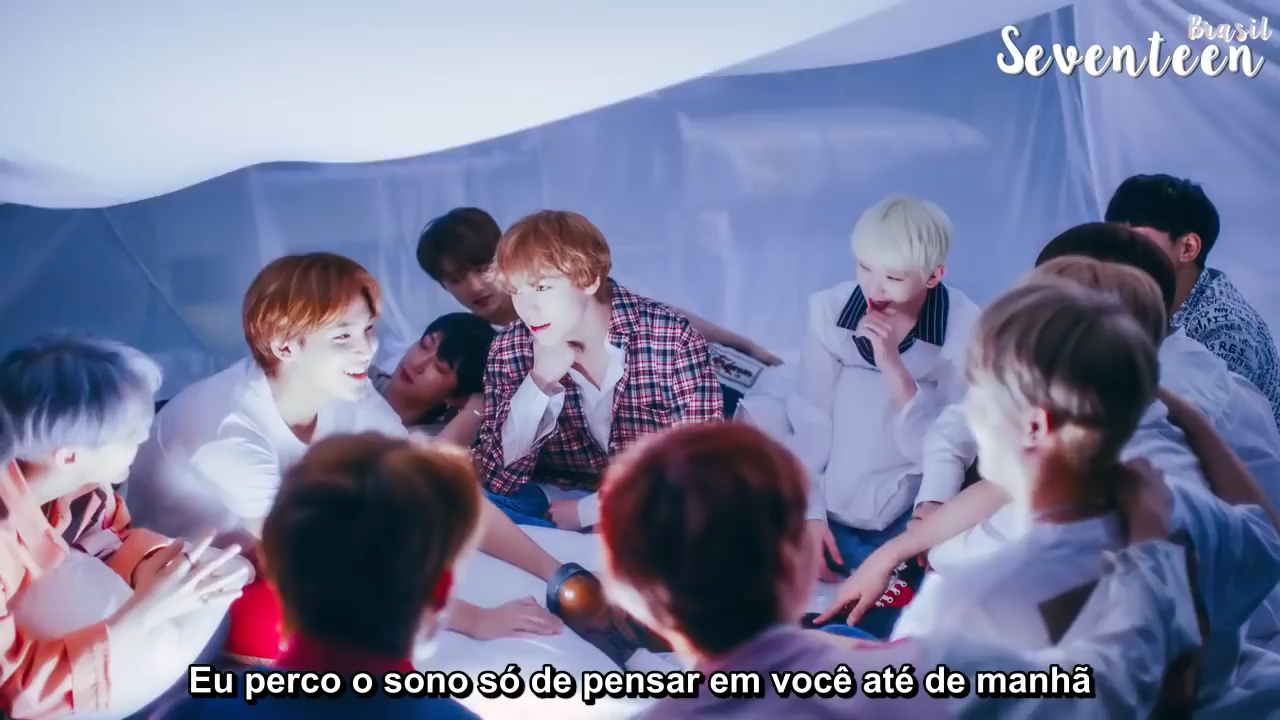 Brasil
Seventeen
Eu perco o sono só de pensar em você até de manhã